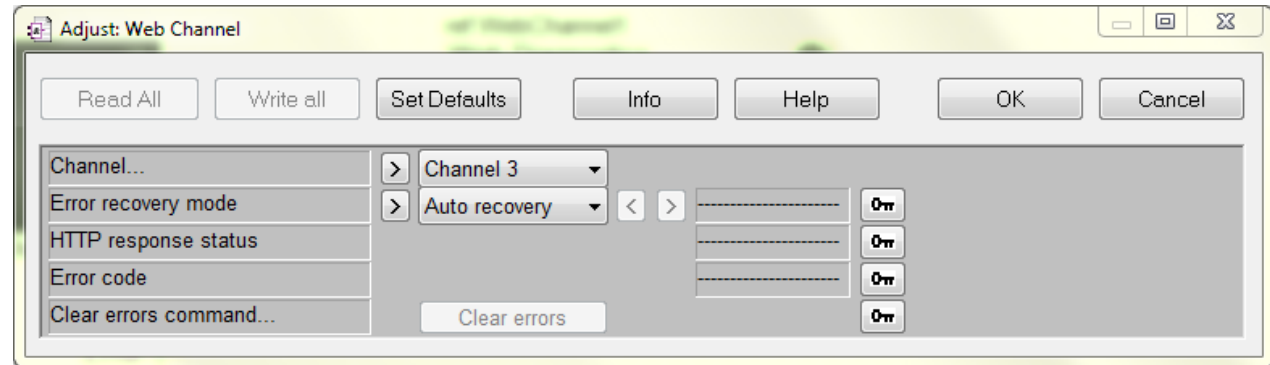 Adjust: Web Channel
Read All Write all Set Defaults Info Help OK Cancel
Channel... > Channel 3
Error recovery mode > Auto recovery < > ----------------------
HTTP response status ----------------------
Error code ----------------------
Clear errors command... Clear errors